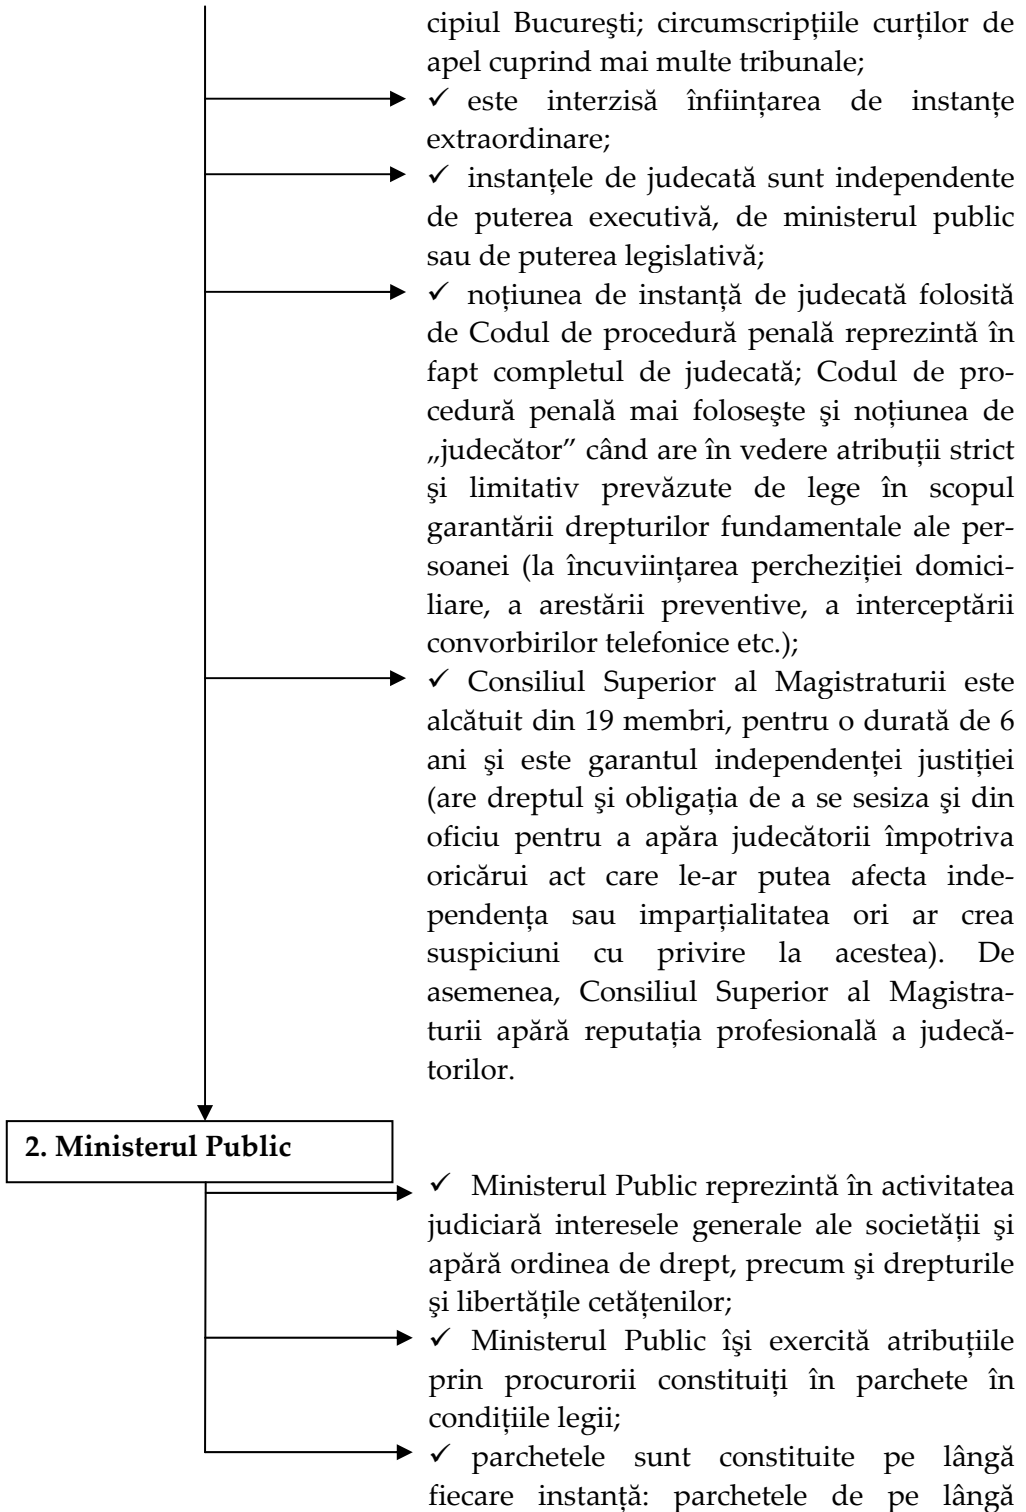 cipiul Bucureşti; circumscripțiile curților de
apel cuprind mai multe tribunale;
✓ este interzisă înființarea de instanțe
extraordinare;
✓ instanțele de judecată sunt independente
de puterea executivă, de ministerul public
sau de puterea legislativă;
✓ noțiunea de instanță de judecată folosită
de Codul de procedură penală reprezintă în
fapt completul de judecată; Codul de pro-
cedură penală mai foloseşte şi noțiunea de
„judecător” când are în vedere atribuții strict
şi limitativ prevăzute de lege în scopul
garantării drepturilor fundamentale ale per-
soanei (la încuviințarea percheziției domici-
liare, a arestării preventive, a interceptării
convorbirilor telefonice etc.);
✓ Consiliul Superior al Magistraturii este
alcătuit din 19 membri, pentru o durată de 6
ani şi este garantul independenței justiției
(are dreptul şi obligația de a se sesiza şi din
oficiu pentru a apăra judecătorii împotriva
oricărui act care le-ar putea afecta inde-
pendența sau imparțialitatea ori ar crea
suspiciuni cu privire la acestea). De
asemenea, Consiliul Superior al Magistra-
turii apără reputația profesională a judecă-
torilor.
2. Ministerul Public
✓ Ministerul Public reprezintă în activitatea
judiciară interesele generale ale societății şi
apără ordinea de drept, precum şi drepturile
şi libertățile cetățenilor;
✓ Ministerul Public îşi exercită atribuțiile
prin procurorii constituiți în parchete în
condițiile legii;
✓ parchetele sunt constituite pe lângă
fiecare instanță: parchetele de pe lângă